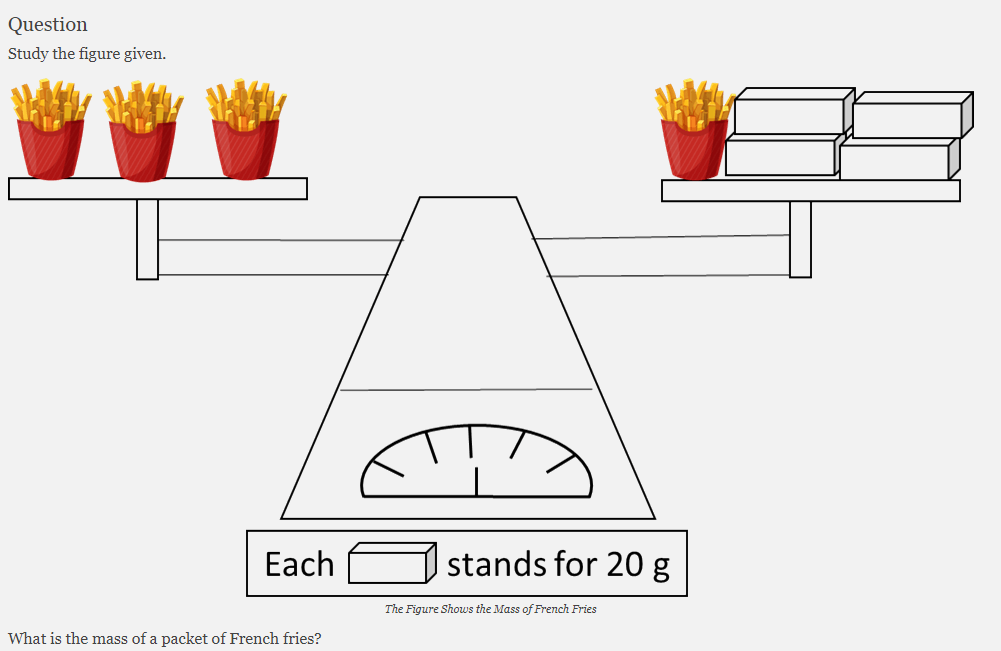 Question
Study the figure given.
Each stands for 20 g
The Figure Shows the Mass of French Fries
What is the mass of a packet of French fries?